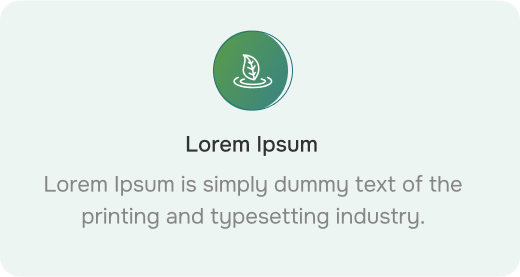 Lorem Ipsum
Lorem Ipsum is simply dummy text of the
printing and typesetting industry.